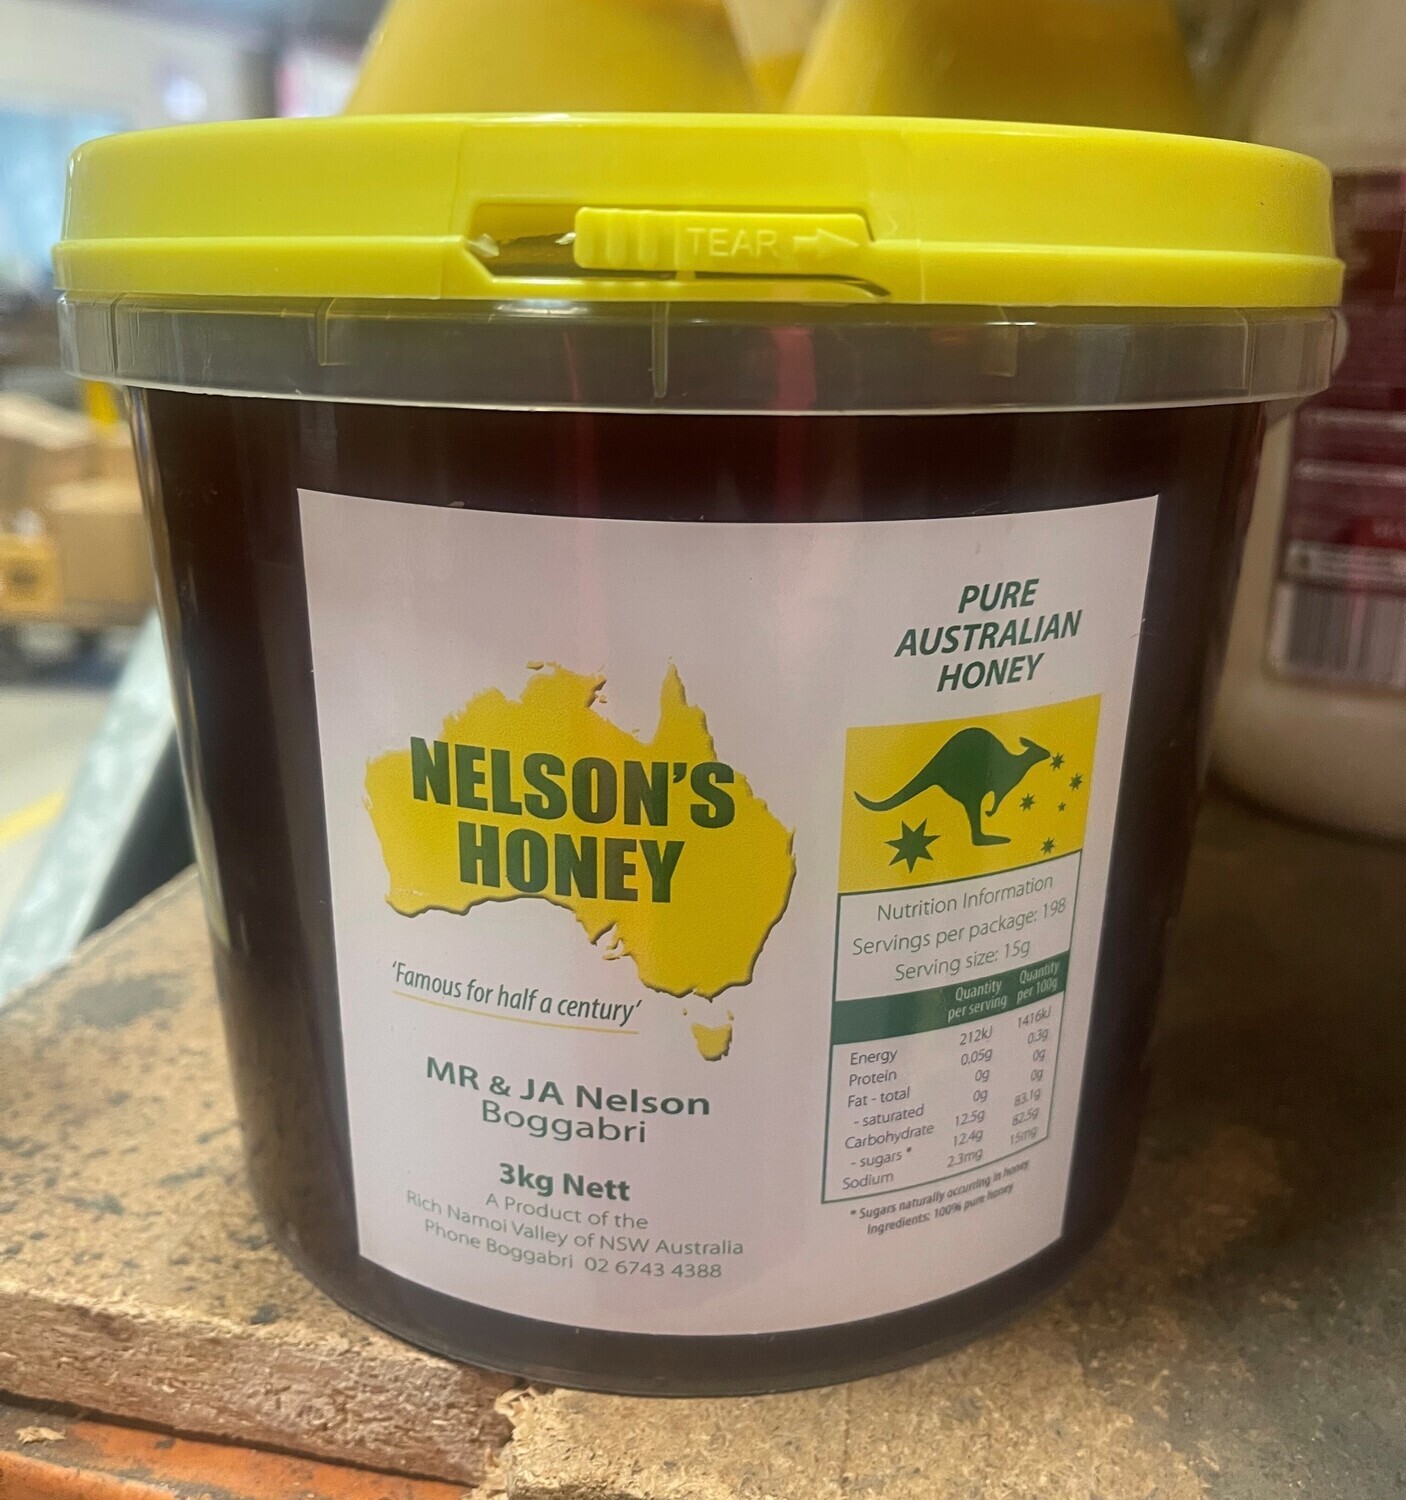 TEAR
PURE
AUSTRALIAN
HONEY
NELSON'S
HONEY
'Famous for half a century'
MR & JA Nelson
Boggabri
3kg Nett
A Product of the
Rich Namoi Valley of NSW Australia
Phone Boggabri 02 6743 4388
Nutrition Information
Servings per package: 198
Serving size: 15g
Quantity per serving Quantity per 100g
Energy 212kJ 1416kJ
Protein 0.05g 0.3g
Fat - total 0g 0g
- saturated 0g 0g
Carbohydrate 12.5g 83.1g
- sugars * 12.4g 82.5g
Sodium 2.3mg 15mg
* Sugars naturally occurring in honey
Ingredients: 100% pure honey